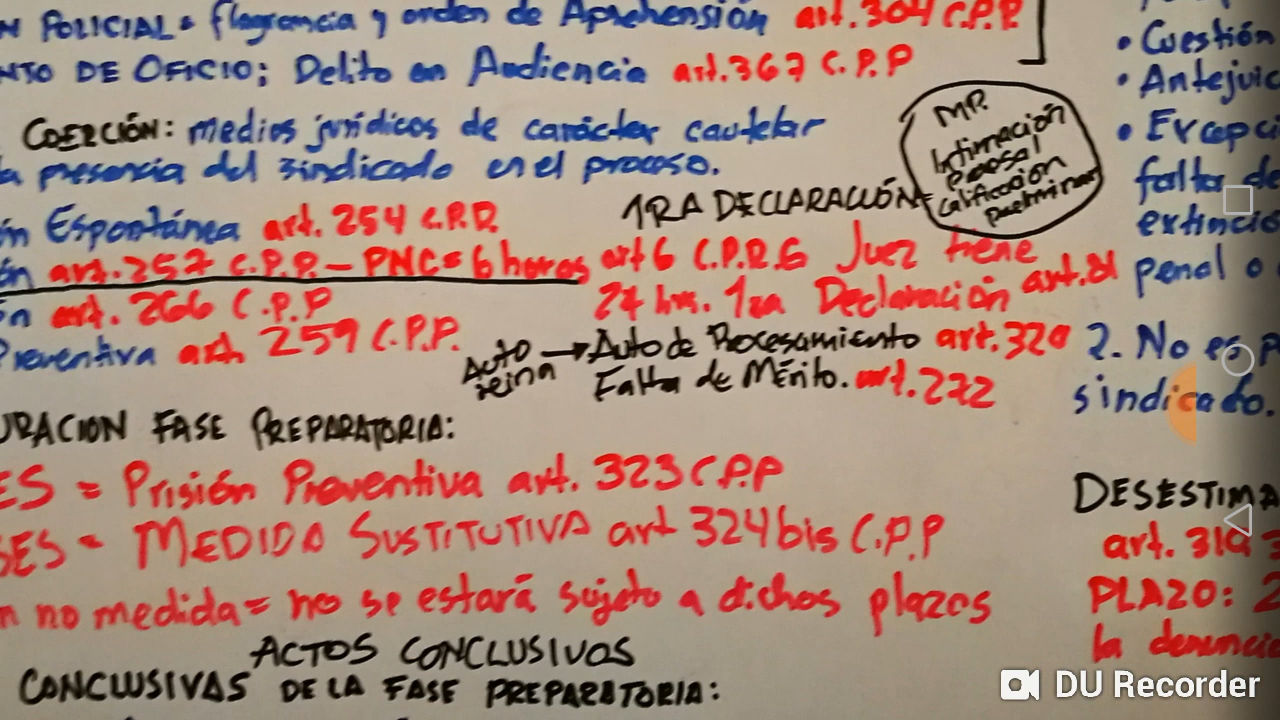 N POLICIAL = flagrancia y orden de Aprehensión art. 304 C.P.P.
NTO DE OFICIO; Delito en Audiencia art. 367 C.P.P
COERCIÓN: medios jurídicos de carácter cautelar
a presencia del sindicado en el proceso.
ón Espontánea art. 254 C.P.P.
ón art. 257 C.P.P. - PNC = 6 horas
ón art. 266 C.P.P
Preventiva art. 259 C.P.P.
MP.
Intimación
Procesal
Calificación
preliminar
1RA DECLARACIÓN
art 6 C.P.R.G Juez tiene
24 hrs. 1ra Declaración art. 81
Auto reina → Auto de Procesamiento art. 320
Falta de Mérito. art. 272
URACION FASE PREPARATORIA:
ES = Prisión Preventiva art. 323 C.P.P
SES = MEDIDA SUSTITUTIVA art 324 bis C.P.P
n no medida = no se estará sujeto a dichos plazos
ACTOS CONCLUSIVOS
CONCLUSIVAS DE LA FASE PREPARATORIA:
• Cuestión
• Antejuic
• Excepci
falta de
extinció
penal o
2. No es p
sindicado.
DESESTIMA
art. 310
PLAZO: 2
la denuncia
DU Recorder